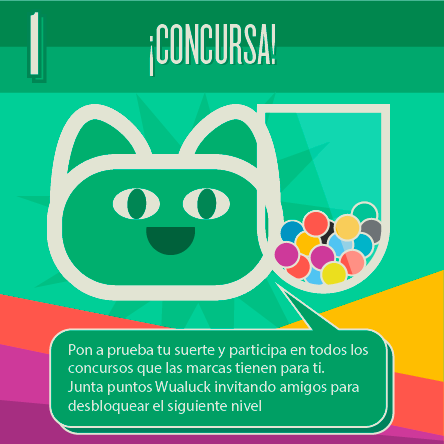 1
¡CONCURSA!
Pon a prueba tu suerte y participa en todos los
concursos que las marcas tienen para ti.
Junta puntos Wualuck invitando amigos para
desbloquear el siguiente nivel